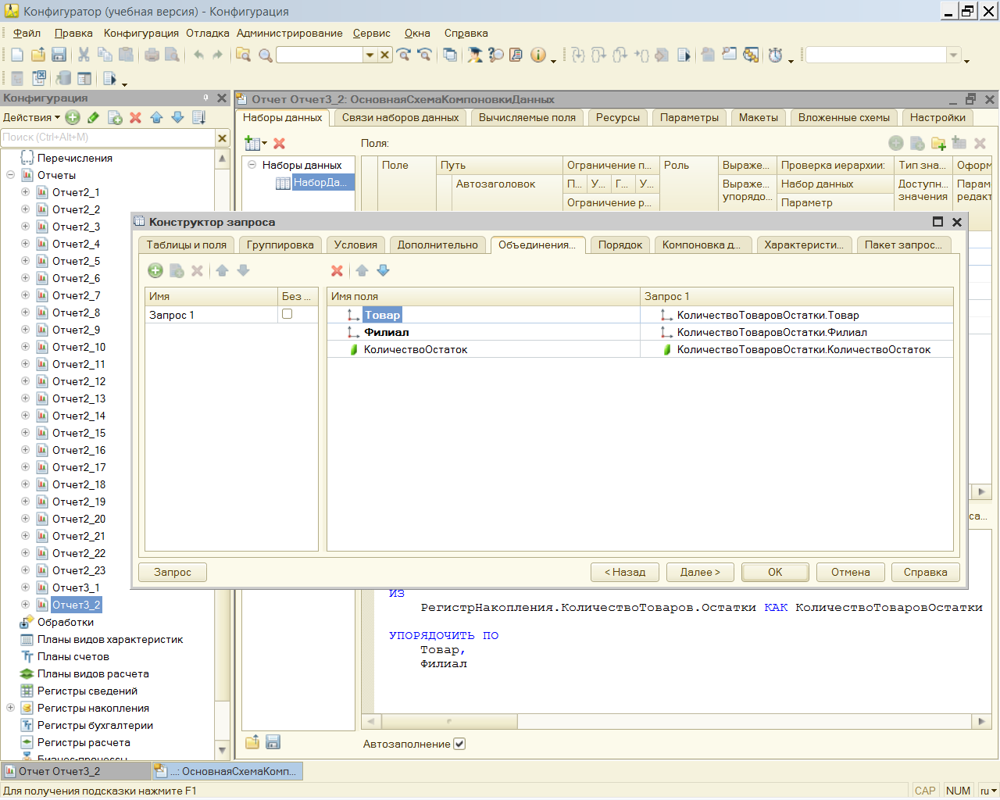 Конфигуратор (учебная версия) - Конфигурация
Файл Правка Конфигурация Отладка Администрирование Сервис Окна Справка
Конфигурация
Действия
Поиск (Ctrl+Alt+M)
Перечисления
Отчеты
Отчет2_1
Отчет2_2
Отчет2_3
Отчет2_4
Отчет2_5
Отчет2_6
Отчет2_7
Отчет2_8
Отчет2_9
Отчет2_10
Отчет2_11
Отчет2_12
Отчет2_13
Отчет2_14
Отчет2_15
Отчет2_16
Отчет2_17
Отчет2_18
Отчет2_19
Отчет2_20
Отчет2_21
Отчет2_22
Отчет2_23
Отчет3_1
Отчет3_2
Обработки
Планы видов характеристик
Планы счетов
Планы видов расчета
Регистры сведений
Регистры накопления
Регистры бухгалтерии
Регистры расчета
Бизнес-процессы
Отчет Отчет3_2: ОсновнаяСхемаКомпоновкиДанных
Наборы данных Связи наборов данных Вычисляемые поля Ресурсы Параметры Макеты Вложенные схемы Настройки
Поля:
Наборы данных
НаборДа...
Поле Путь Ограничение п... Роль Выраже... Проверка иерархии: Тип зна... Оформ
Автозаголовок П... У... Г... У... Выраже... Набор данных Доступн... Парам
упорядо... значения редакт
Ограничение р... Параметр
Конструктор запроса
Таблицы и поля Группировка Условия Дополнительно Объединения... Порядок Компоновка д... Характеристи... Пакет запрос...
Имя Без ...
Запрос 1
Имя поля Запрос 1
Товар КоличествоТоваровОстатки.Товар
Филиал КоличествоТоваровОстатки.Филиал
КоличествоОстаток КоличествоТоваровОстатки.КоличествоОстаток
са...
Запрос < Назад Далее > OK Отмена Справка
ИЗ
РегистрНакопления.КоличествоТоваров.Остатки КАК КоличествоТоваровОстатки
УПОРЯДОЧИТЬ ПО
Товар,
Филиал
Автозаполнение
Отчет Отчет3_2 ...: ОсновнаяСхемаКомп...
Для получения подсказки нажмите F1 CAP NUM ru